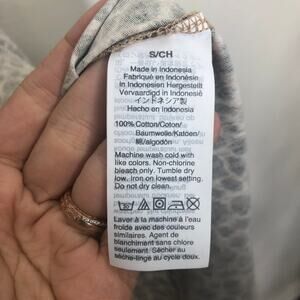 S/CH
Made in Indonesia
Fabriqué en Indonésie
In Indonesien Hergestellt
Vervaardigd in Indonesië
インドネシア製
Hecho en Indonesia
100% Cotton/Coton/
Baumwolle/Katoen/
綿/algodón
Machine wash cold with
like colors. Non-chlorine
bleach only. Tumble dry
low. Iron on lowest setting.
Do not dry clean.
Laver à la machine à l'eau
froide avec des couleurs
similaires. Agent de
blanchiment sans chlore
seulement. Sécher au
sèche-linge au cycle doux.